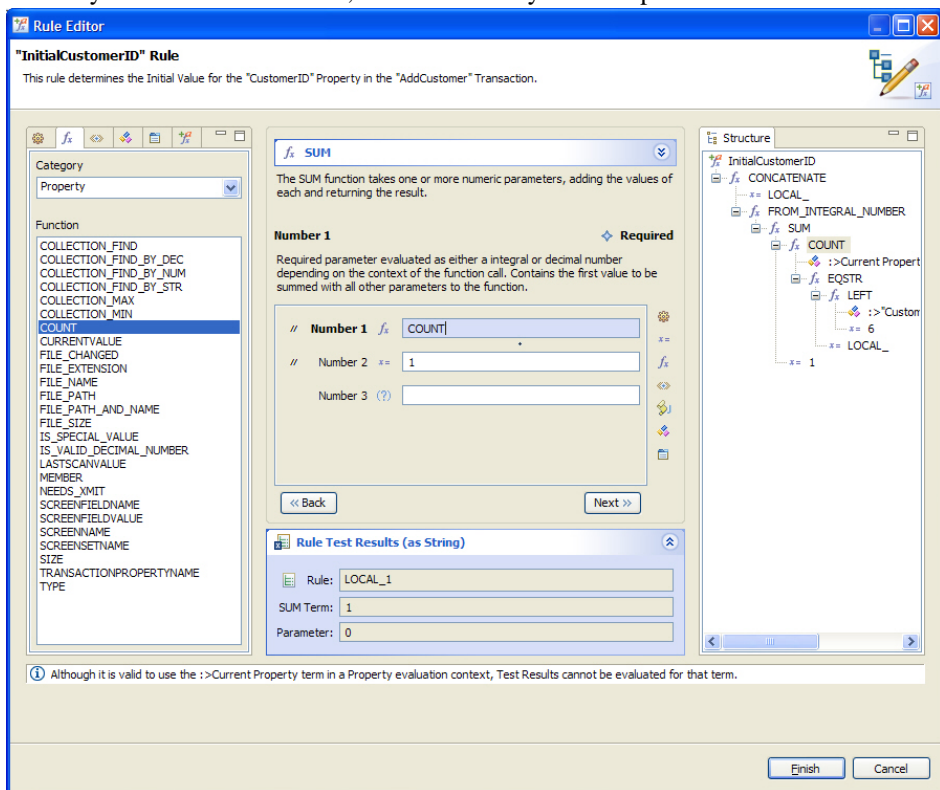 Rule Editor
"InitialCustomerID" Rule
This rule determines the Initial Value for the "CustomerID" Property in the "AddCustomer" Transaction.
Category
Property
Function
COLLECTION_FIND
COLLECTION_FIND_BY_DEC
COLLECTION_FIND_BY_NUM
COLLECTION_FIND_BY_STR
COLLECTION_MAX
COLLECTION_MIN
COUNT
CURRENTVALUE
FILE_CHANGED
FILE_EXTENSION
FILE_NAME
FILE_PATH
FILE_PATH_AND_NAME
FILE_SIZE
IS_SPECIAL_VALUE
IS_VALID_DECIMAL_NUMBER
LASTSCANVALUE
MEMBER
NEEDS_XMIT
SCREENFIELDNAME
SCREENFIELDVALUE
SCREENNAME
SCREENSETNAME
SIZE
TRANSACTIONPROPERTYNAME
TYPE
fx SUM
The SUM function takes one or more numeric parameters, adding the values of
each and returning the result.
Number 1 Required
Required parameter evaluated as either a integral or decimal number
depending on the context of the function call. Contains the first value to be
summed with all other parameters to the function.
// Number 1 fx COUNT
// Number 2 x= 1
Number 3 (?)
<< Back Next >>
Rule Test Results (as String)
Rule: LOCAL_1
SUM Term: 1
Parameter: 0
Structure
InitialCustomerID
fx CONCATENATE
x= LOCAL_
fx FROM_INTEGRAL_NUMBER
fx SUM
fx COUNT
:>Current Propert
fx EQSTR
fx LEFT
:>"Custom
x= 6
x= LOCAL_
x= 1
Although it is valid to use the :>Current Property term in a Property evaluation context, Test Results cannot be evaluated for that term.
Finish Cancel